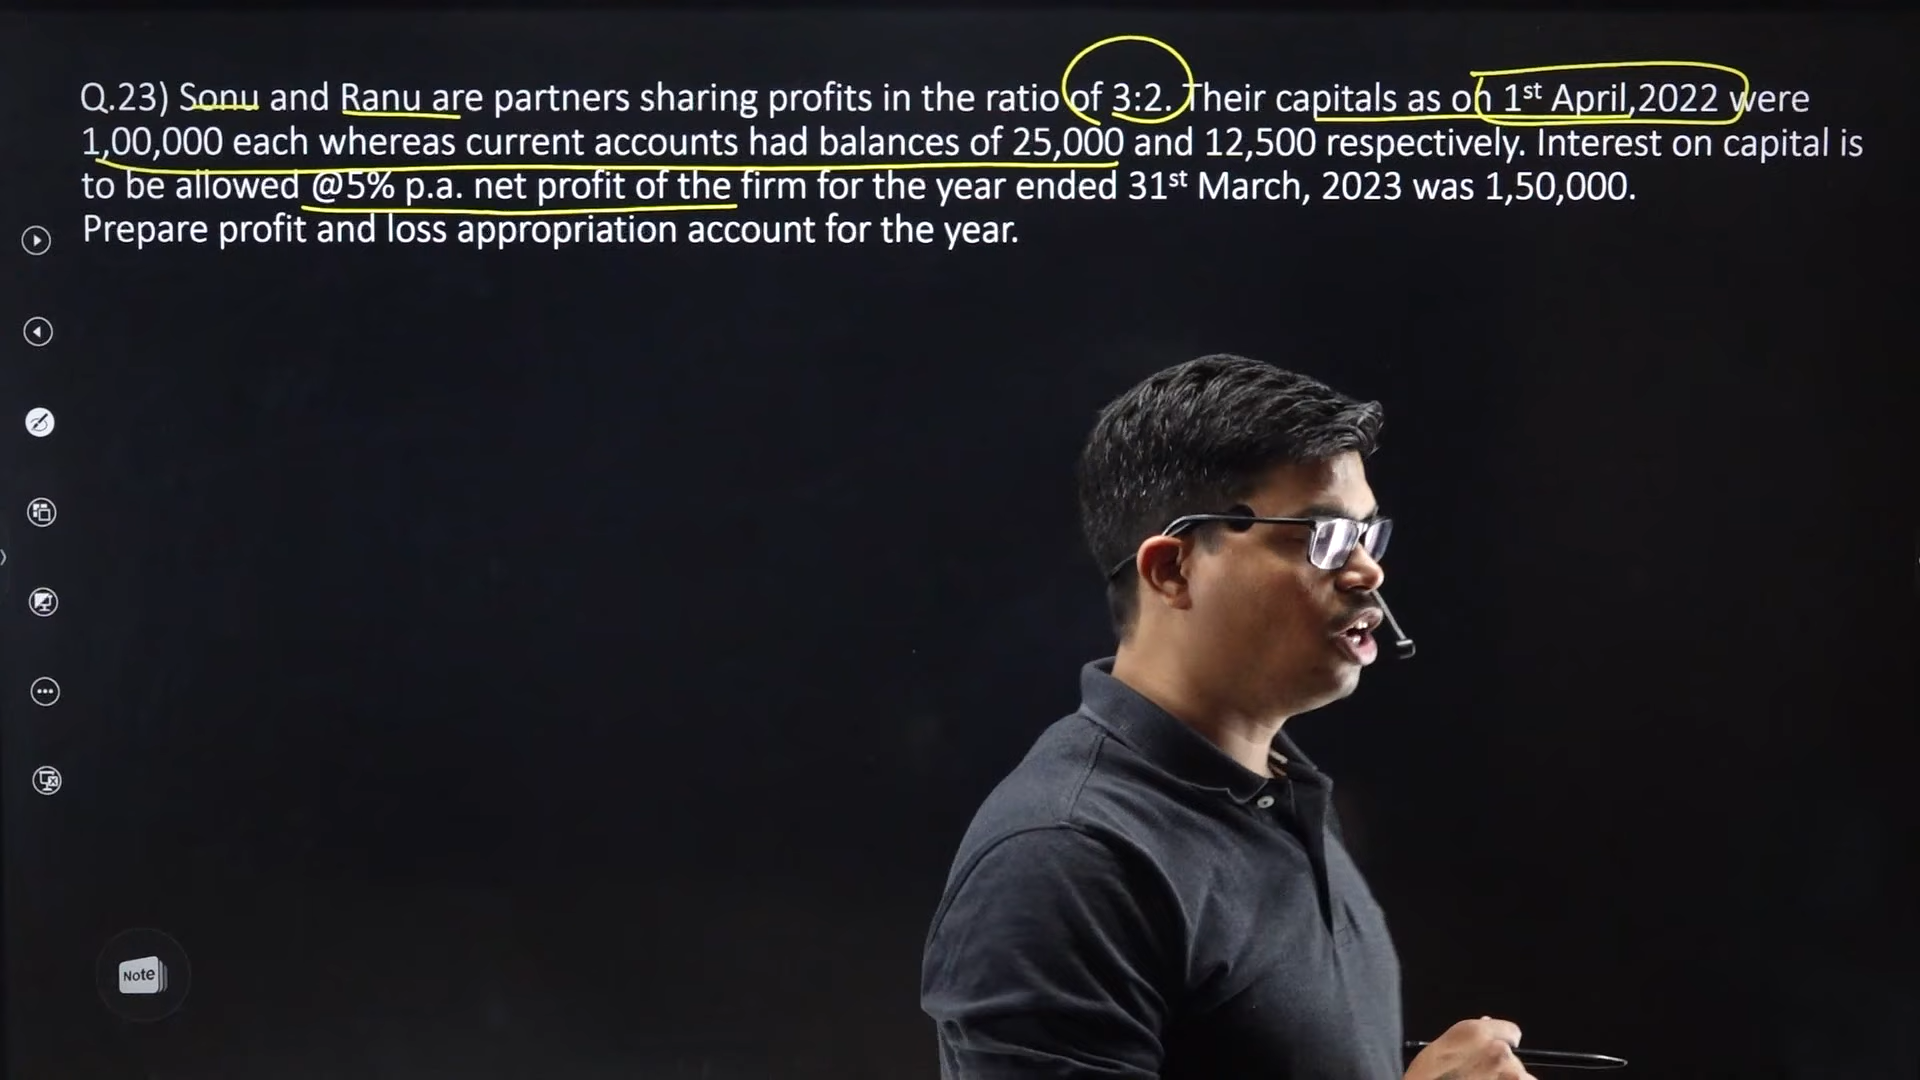 Q.23) Sonu and Ranu are partners sharing profits in the ratio of 3:2. Their capitals as on 1st April,2022 were
1,00,000 each whereas current accounts had balances of 25,000 and 12,500 respectively. Interest on capital is
to be allowed @5% p.a. net profit of the firm for the year ended 31st March, 2023 was 1,50,000.
Prepare profit and loss appropriation account for the year.
Note